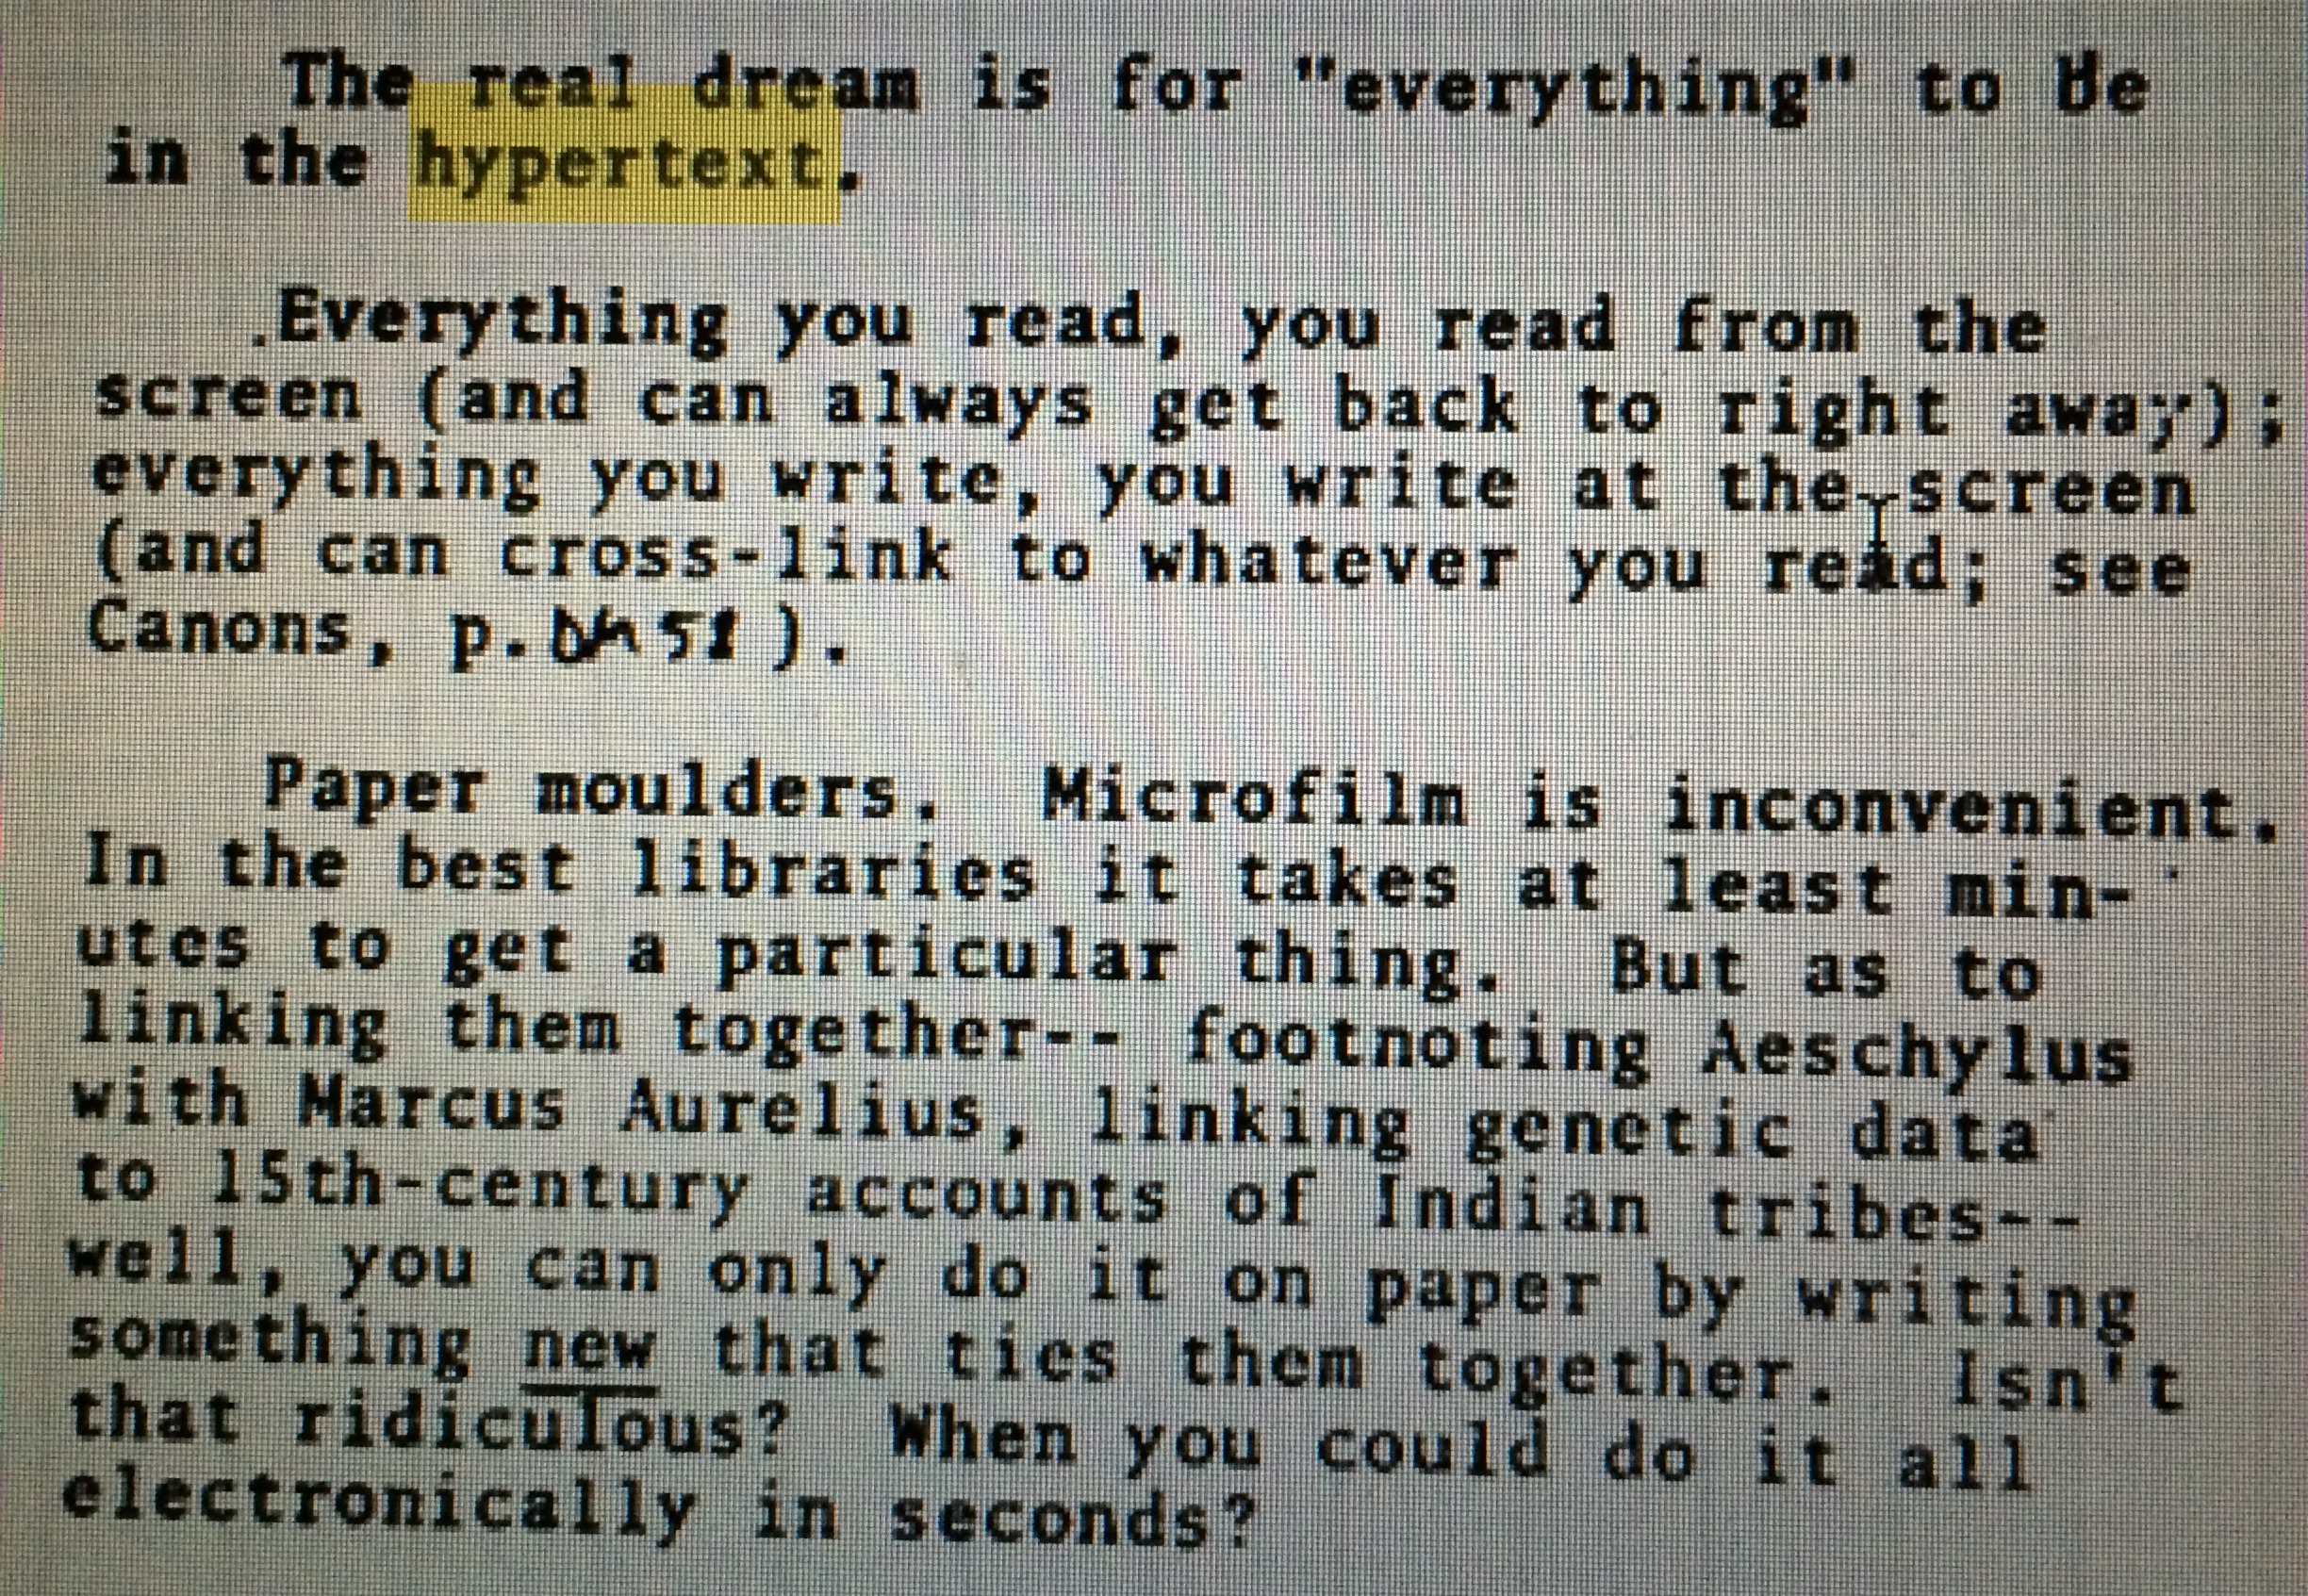 The real dream is for "everything" to be
in the hypertext.
.Everything you read, you read from the
screen (and can always get back to right away);
everything you write, you write at the screen
(and can cross-link to whatever you read; see
Canons, p. 51 ).
Paper moulders. Microfilm is inconvenient.
In the best libraries it takes at least min-
utes to get a particular thing. But as to
linking them together-- footnoting Aeschylus
with Marcus Aurelius, linking genetic data
to 15th-century accounts of Indian tribes--
well, you can only do it on paper by writing
something new that ties them together. Isn't
that ridiculous? When you could do it all
electronically in seconds?